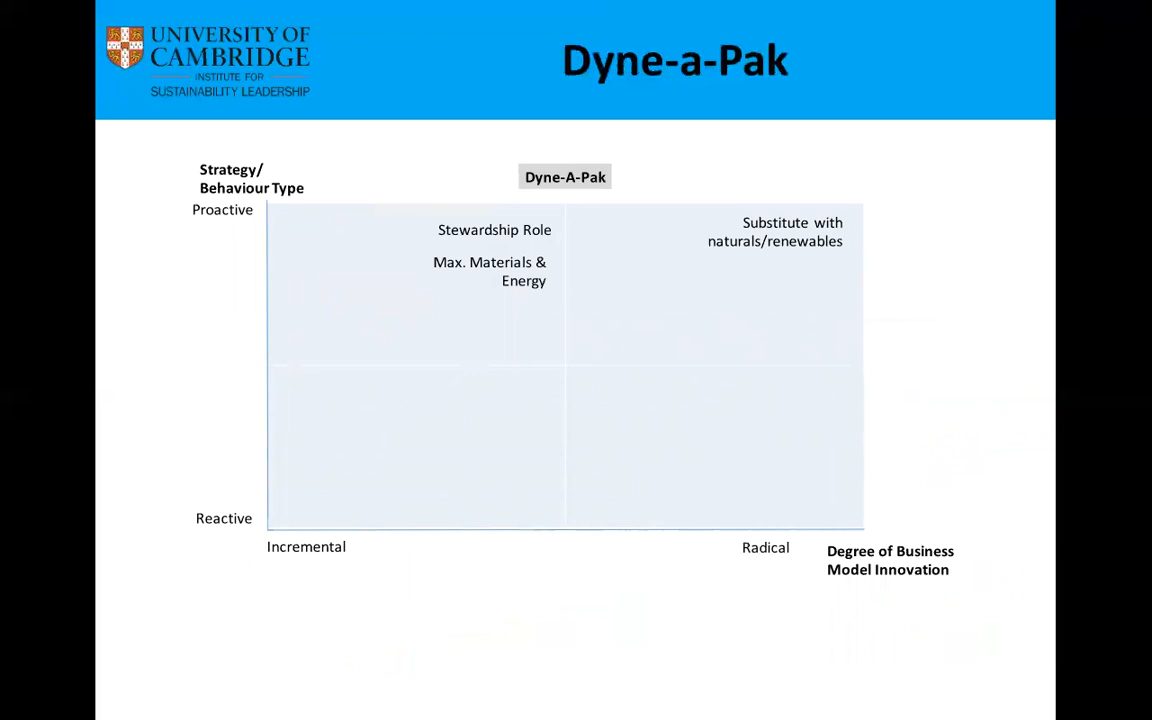 UNIVERSITY OF
CAMBRIDGE
INSTITUTE FOR
SUSTAINABILITY LEADERSHIP
Dyne-a-Pak
Strategy/
Behaviour Type
Dyne-A-Pak
Proactive
Stewardship Role
Max. Materials &
Energy
Substitute with
naturals/renewables
Reactive
Incremental
Radical
Degree of Business
Model Innovation